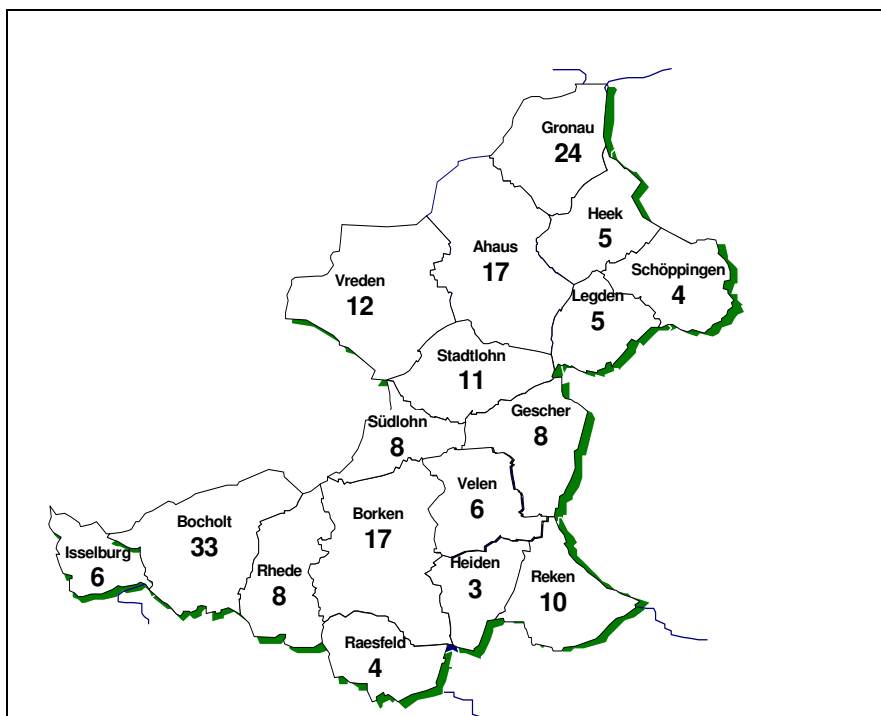 Gronau
24
Heek
5
Ahaus
17
Schöppingen
4
Vreden
12
Legden
5
Stadtlohn
11
Gescher
8
Südlohn
8
Velen
6
Borken
17
Bocholt
33
Isselburg
6
Heiden
3
Rhede
8
Reken
10
Raesfeld
4